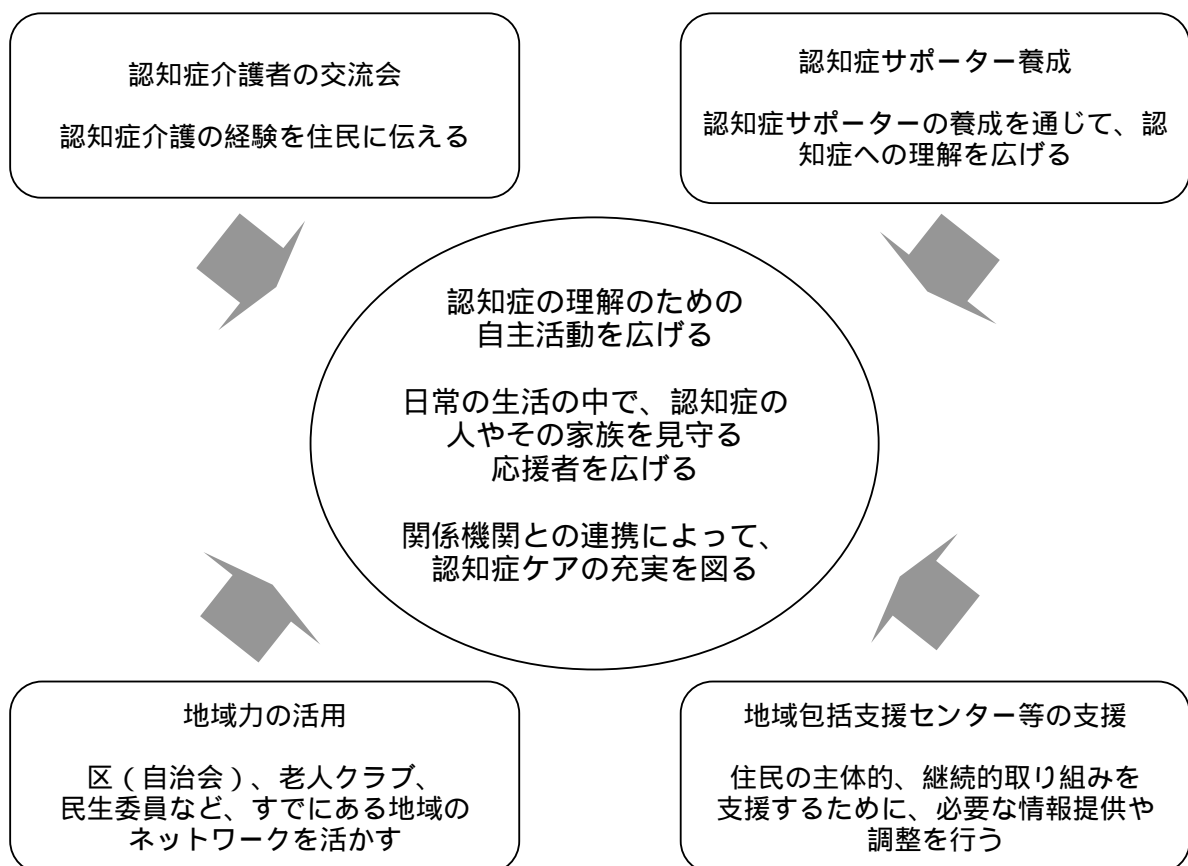 認知症介護者の交流会
認知症介護の経験を住民に伝える
認知症サポーター養成
認知症サポーターの養成を通じて、認
知症への理解を広げる
認知症の理解のための
自主活動を広げる
日常の生活の中で、認知症の
人やその家族を見守る
応援者を広げる
関係機関との連携によって、
認知症ケアの充実を図る
地域力の活用
区（自治会）、老人クラブ、
民生委員など、すでにある地域の
ネットワークを活かす
地域包括支援センター等の支援
住民の主体的、継続的取り組みを
支援するために、必要な情報提供や
調整を行う